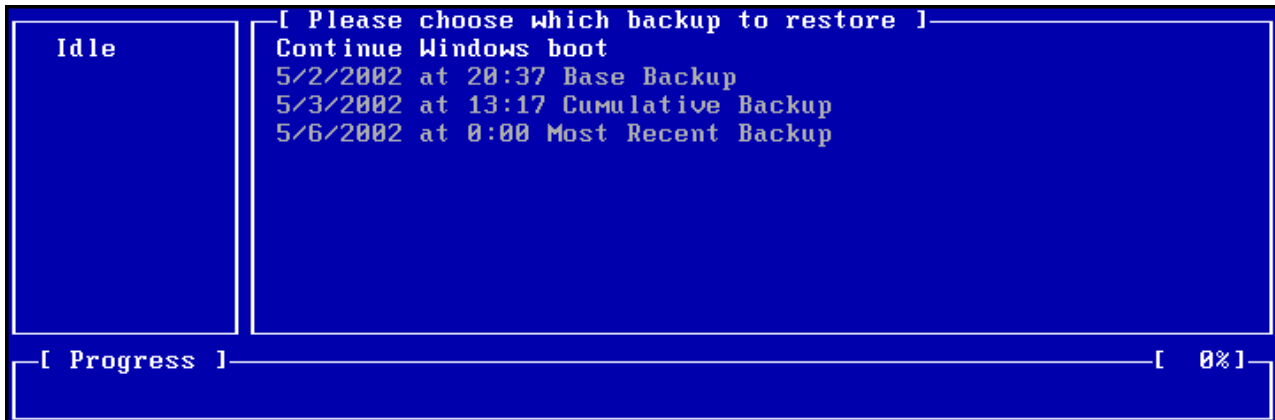 [ Please choose which backup to restore ]
Idle
Continue Windows boot
5/2/2002 at 20:37 Base Backup
5/3/2002 at 13:17 Cumulative Backup
5/6/2002 at 0:00 Most Recent Backup
[ Progress ] [ 0%]